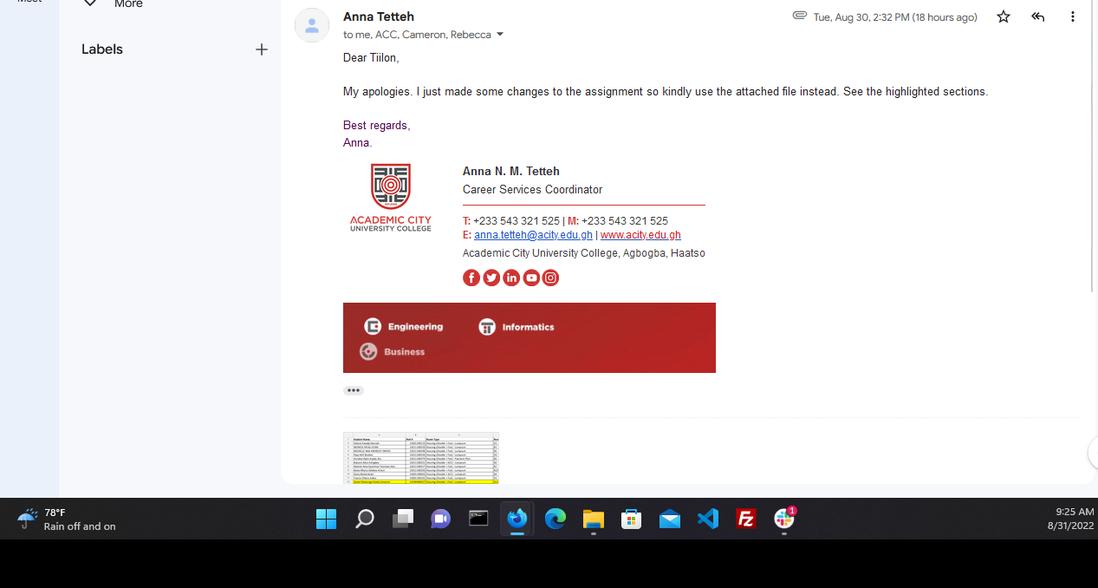 Meet
More
Labels
Anna Tetteh
Tue, Aug 30, 2:32 PM (18 hours ago)
to me, ACC, Cameron, Rebecca
Dear Tiilon,
My apologies. I just made some changes to the assignment so kindly use the attached file instead. See the highlighted sections.
Best regards,
Anna.
ACADEMIC CITY
UNIVERSITY COLLEGE
Anna N. M. Tetteh
Career Services Coordinator
T: +233 543 321 525 | M: +233 543 321 525
E: anna.tetteh@acity.edu.gh | www.acity.edu.gh
Academic City University College, Agbogba, Haatso
Engineering
Informatics
Business
78°F
Rain off and on
Fz
1
9:25 AM
8/31/2022